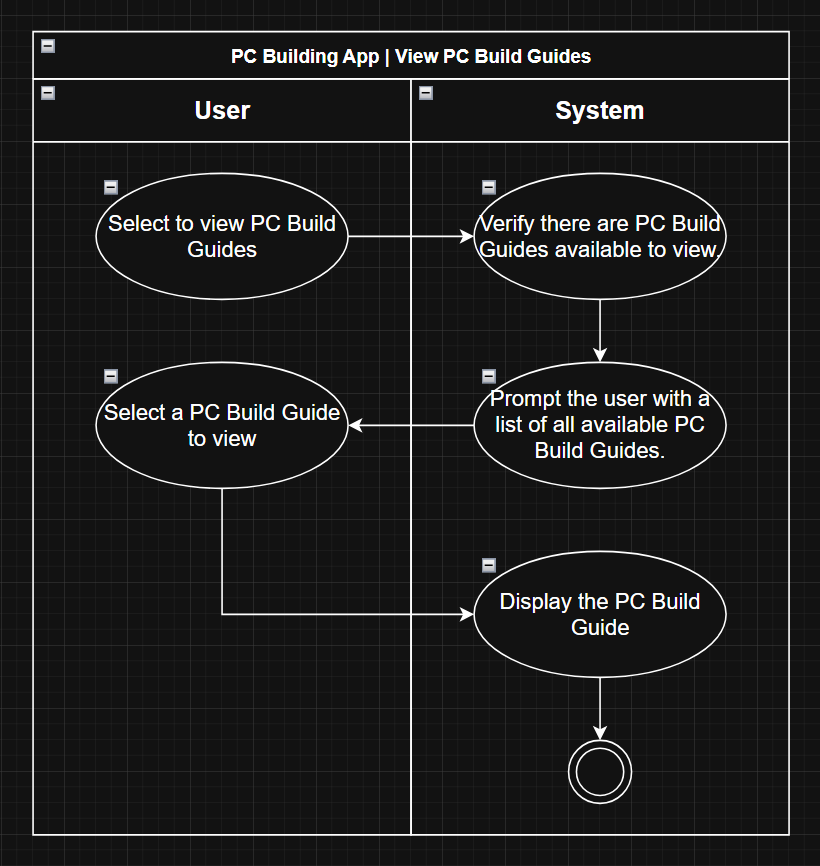 PC Building App | View PC Build Guides
User
System
Select to view PC Build
Guides
Verify there are PC Build
Guides available to view.
Select a PC Build Guide
to view
Prompt the user with a
list of all available PC
Build Guides.
Display the PC Build
Guide